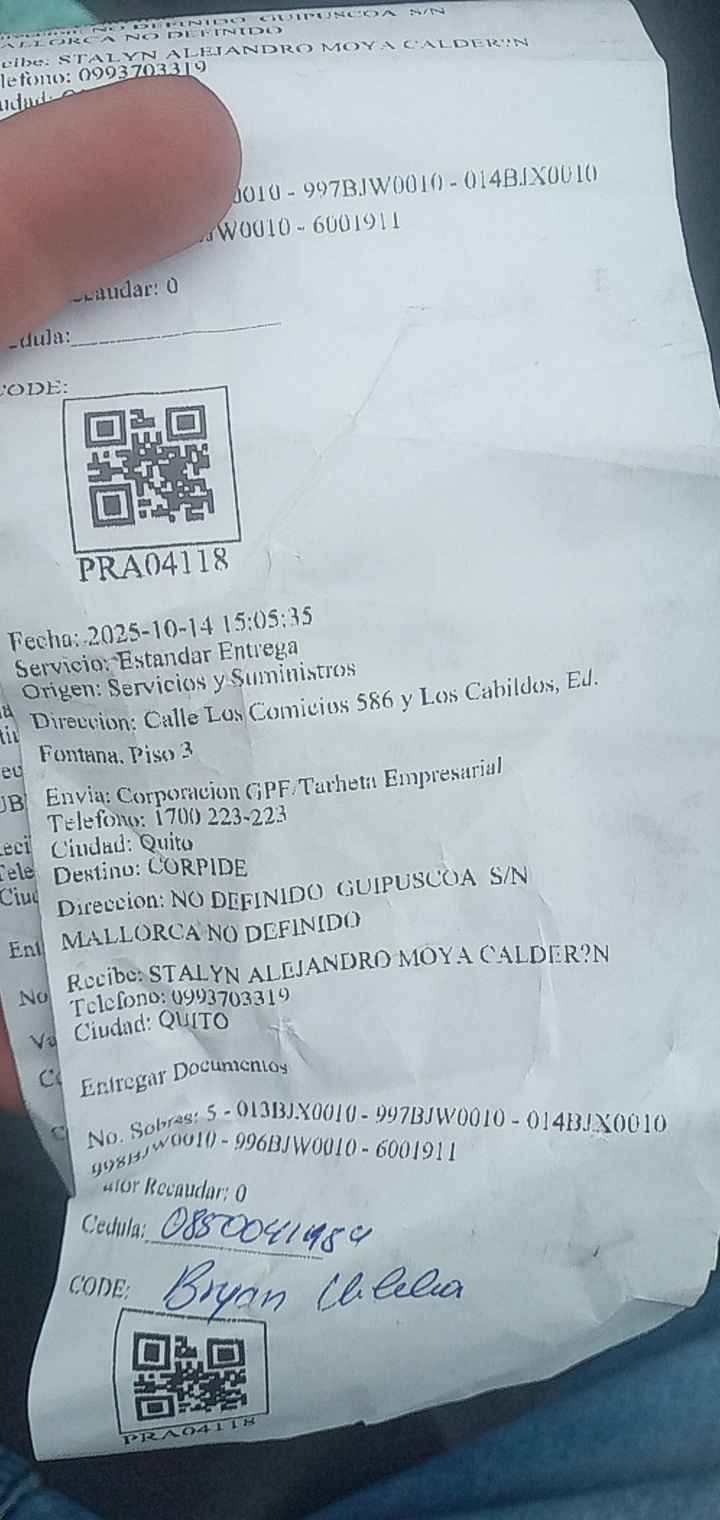 NO DEFINIDO GUIPUSCOA S/N
ALLORCA NO DEFINIDO
cibe: STALYN ALEJANDRO MOYA CALDER?N
lefono: 0993703319
udad:
0010 - 997BJW0010 - 014BJX0010
JW0010 - 6001911
caudar: 0
dula:
CODE:
PRA04118
Fecha: 2025-10-14 15:05:35
Servicio: Estandar Entrega
Origen: Servicios y Suministros
Direccion: Calle Los Comicios 586 y Los Cabildos, Ed.
Fontana, Piso 3
Envia: Corporacion GPF/Tarheta Empresarial
Telefono: 1700 223-223
Ciudad: Quito
Destino: CORPIDE
Direccion: NO DEFINIDO GUIPUSCOA S/N
MALLORCA NO DEFINIDO
Recibe: STALYN ALEJANDRO MOYA CALDER?N
Telefono: 0993703319
Ciudad: QUITO
Entregar Documentos
No. Sobres: 5 - 013BJX0010 - 997BJW0010 - 014BJX0010
998BJW0010 - 996BJW0010 - 6001911
alor Recaudar: 0
Cedula: 0850041984
CODE: Bryan
PRA04118